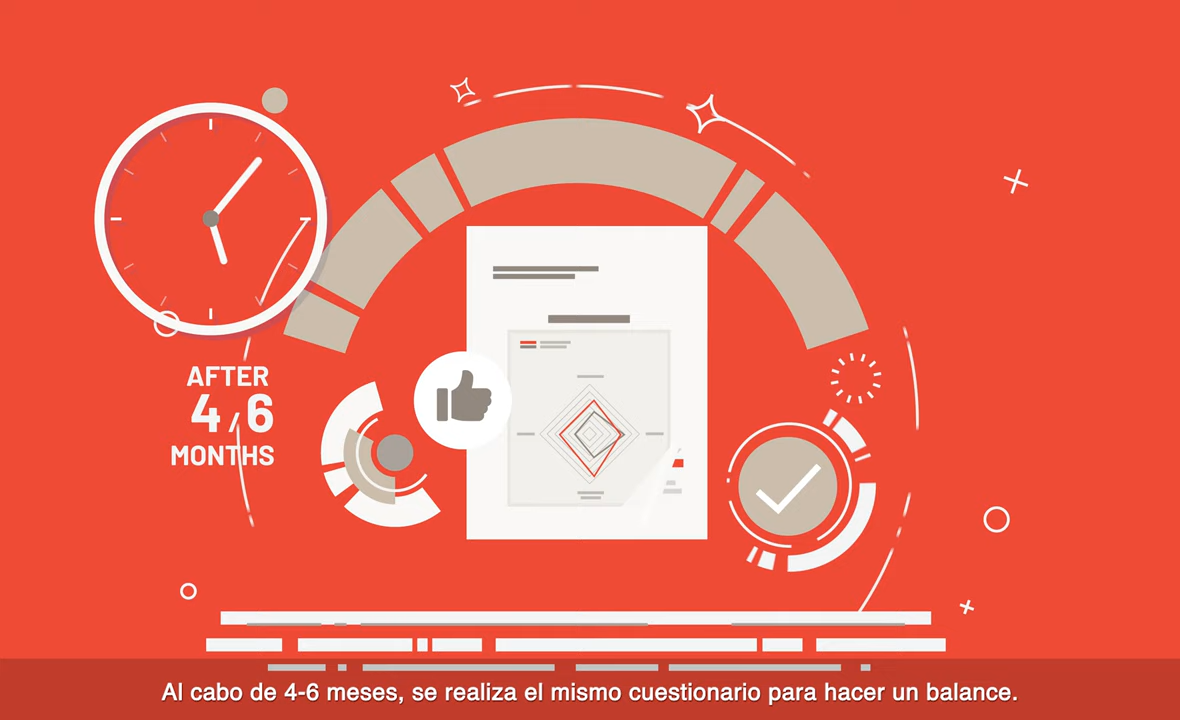 AFTER
4/6
MONTHS
Al cabo de 4-6 meses, se realiza el mismo cuestionario para hacer un balance.